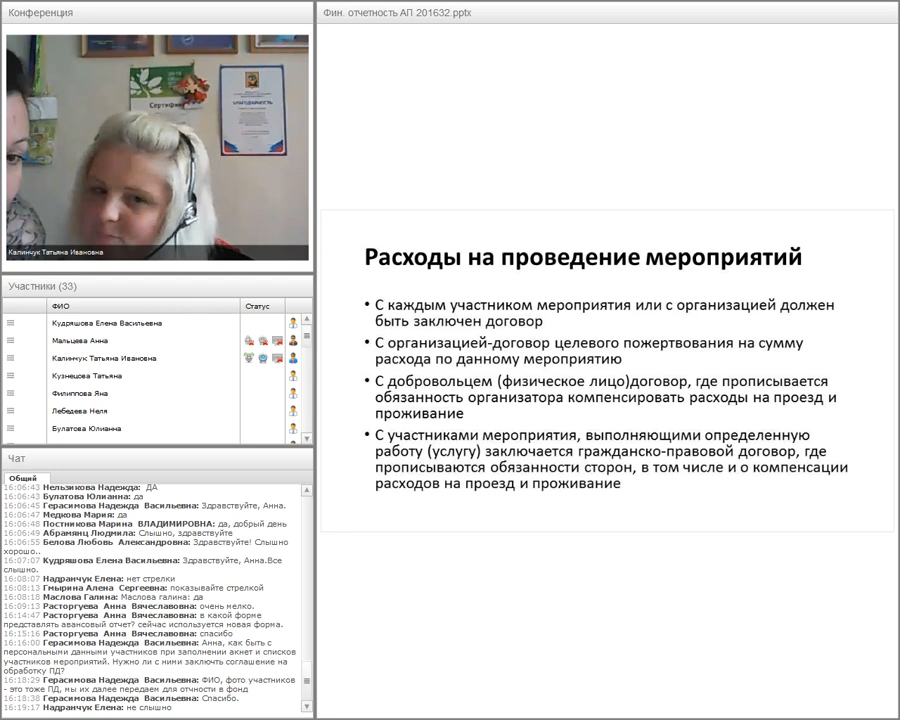 Конференция
Сертифик
БЛАГОДАРНОСТЬ
Калинчук Татьяна Ивановна
Участники (33)
ФИО Статус
Кудряшова Елена Васильевна
Мальцева Анна
Калинчук Татьяна Ивановна
Кузнецова Татьяна
Филиппова Яна
Лебедева Неля
Булатова Юлианна
Чат
Общий
16:06:43 Нельзикова Надежда: ДА
16:06:43 Булатова Юлианна: да
16:06:45 Герасимова Надежда Васильевна: Здравствуйте, Анна.
16:06:47 Медкова Мария: да
16:06:48 Постникова Марина ВЛАДИМИРОВНА: да, добрый день
16:06:49 Абрамянц Людмила: Слышно, здравствуйте
16:06:55 Белова Любовь Александровна: Здравствуйте! Слышно
хорошо..
16:07:07 Кудряшова Елена Васильевна: Здравствуйте, Анна.Все
слышно.
16:08:07 Надранчук Елена: нет стрелки
16:08:13 Гмырина Алена Сергеевна: показывайте стрелкой
16:08:18 Маслова Галина: Маслова галина: да
16:09:13 Расторгуева Анна Вячеславовна: очень мелко.
16:14:47 Расторгуева Анна Вячеславовна: в какой форме
представлять авансовый отчет? сейчас используется новая форма.
16:15:16 Расторгуева Анна Вячеславовна: спасибо
16:16:00 Герасимова Надежда Васильевна: Анна, как быть с
персональными данными участников при заполнении акнет и списков
участников мероприятий. Нужно ли с ними заключть соглашение на
обработку ПД?
16:18:29 Герасимова Надежда Васильевна: ФИО, фото участников
- это тоже ПД, мы их далее передаем для отчности в фонд
16:18:38 Герасимова Надежда Васильевна: Спасибо.
16:19:17 Надранчук Елена: не слышно
Фин. отчетность АП 201632.pptx
Расходы на проведение мероприятий
• С каждым участником мероприятия или с организацией должен
быть заключен договор
• С организацией-договор целевого пожертвования на сумму
расхода по данному мероприятию
• С добровольцем (физическое лицо)договор, где прописывается
обязанность организатора компенсировать расходы на проезд и
проживание
• С участниками мероприятия, выполняющими определенную
работу (услугу) заключается гражданско-правовой договор, где
прописываются обязанности сторон, в том числе и о компенсации
расходов на проезд и проживание